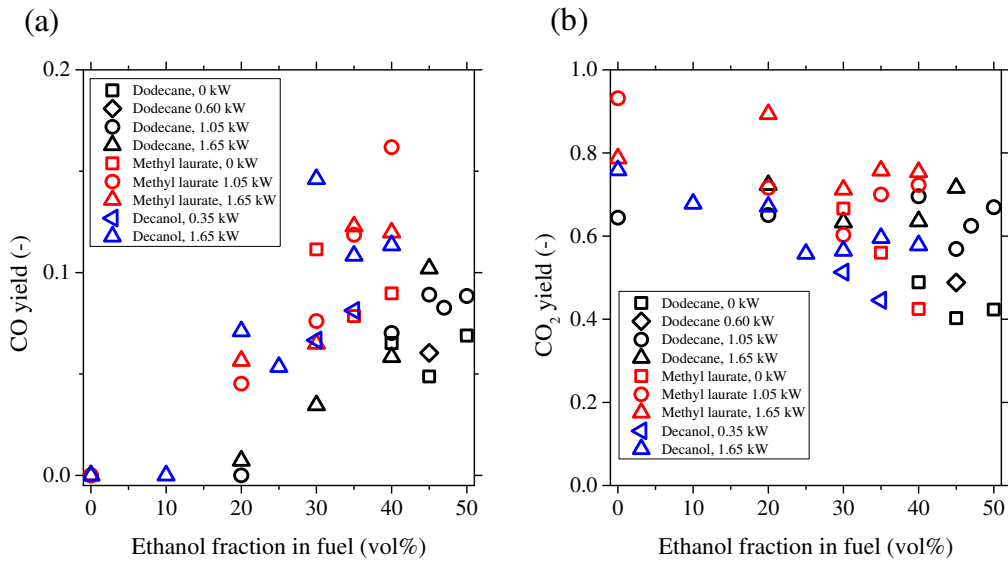 (a)
0.2
0.1
0.0
CO yield (-)
Dodecane, 0 kW
Dodecane 0.60 kW
Dodecane, 1.05 kW
Dodecane, 1.65 kW
Methyl laurate, 0 kW
Methyl laurate 1.05 kW
Methyl laurate, 1.65 kW
Decanol, 0.35 kW
Decanol, 1.65 kW
0 10 20 30 40 50
Ethanol fraction in fuel (vol%)
(b)
1.0
0.8
0.6
0.4
0.2
0.0
CO₂ yield (-)
Dodecane, 0 kW
Dodecane 0.60 kW
Dodecane, 1.05 kW
Dodecane, 1.65 kW
Methyl laurate, 0 kW
Methyl laurate 1.05 kW
Methyl laurate, 1.65 kW
Decanol, 0.35 kW
Decanol, 1.65 kW
0 10 20 30 40 50
Ethanol fraction in fuel (vol%)